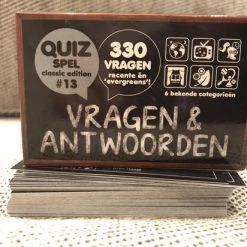 QUIZ
SPEL
classic edition
#13
330
VRAGEN
recente én
'evergreens'!
6 bekende categorieën
VRAGEN &
ANTWOORDEN